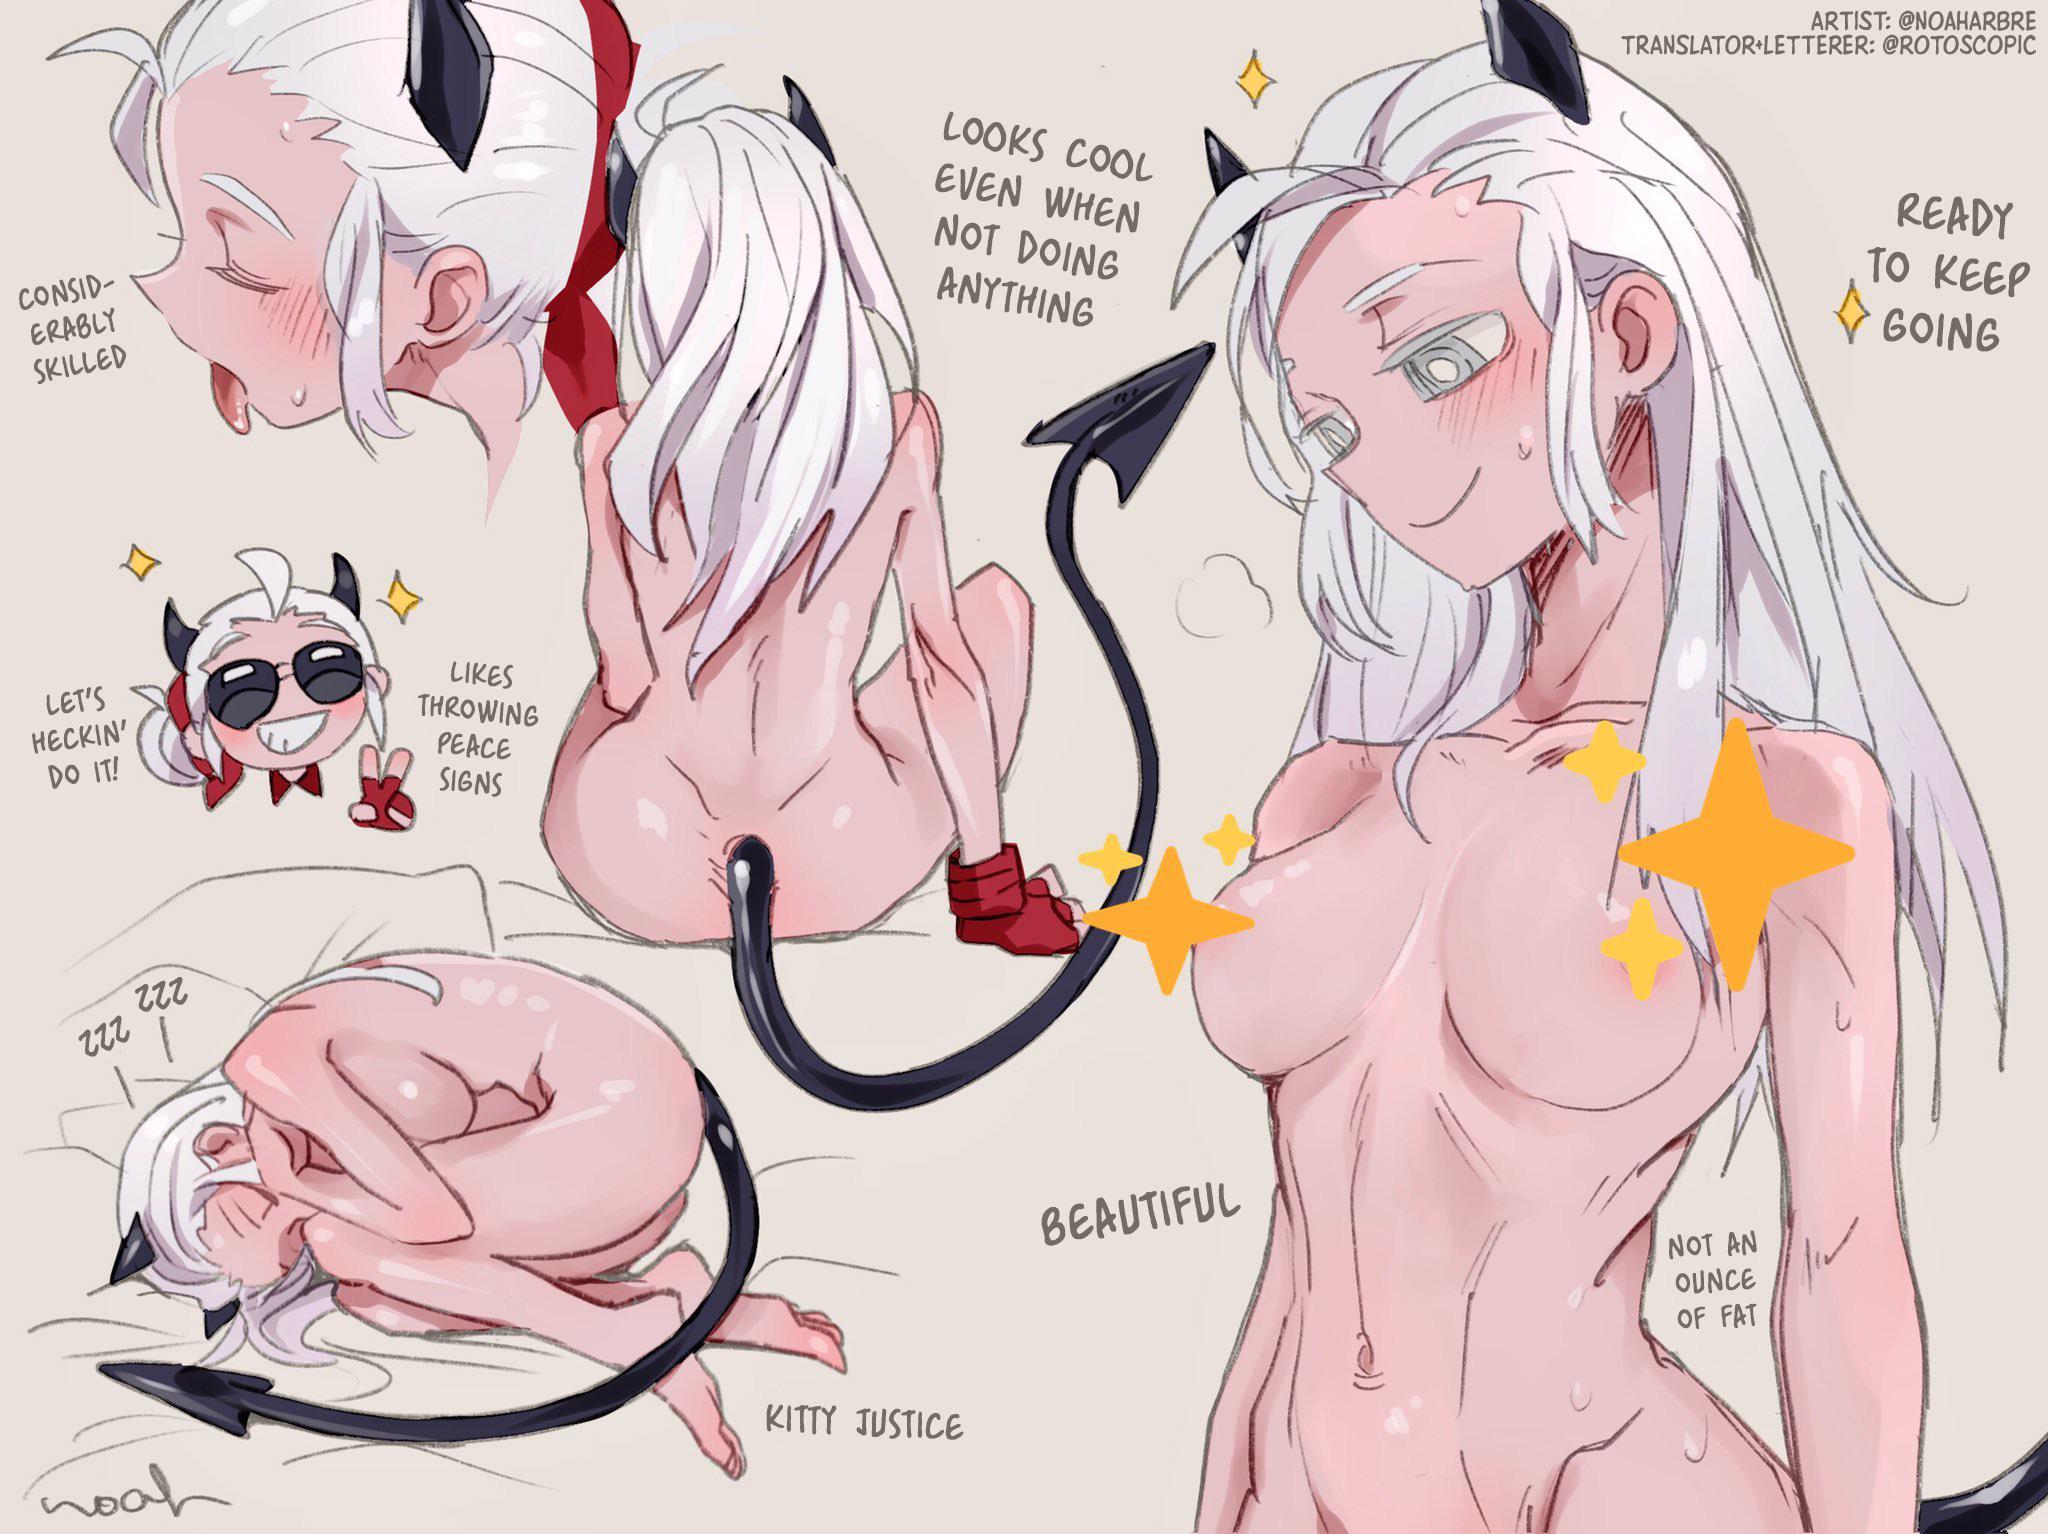 ARTIST: @NOAHARBRE
TRANSLATOR+LETTERER: @ROTOSCOPIC
CONSID-
ERABLY
SKILLED
LOOKS COOL
EVEN WHEN
NOT DOING
ANYTHING
READY
TO KEEP
GOING
LET'S
HECKIN'
DO IT!
LIKES
THROWING
PEACE
SIGNS
ZZZ
ZZZ
BEAUTIFUL
NOT AN
OUNCE
OF FAT
KITTY JUSTICE
noah